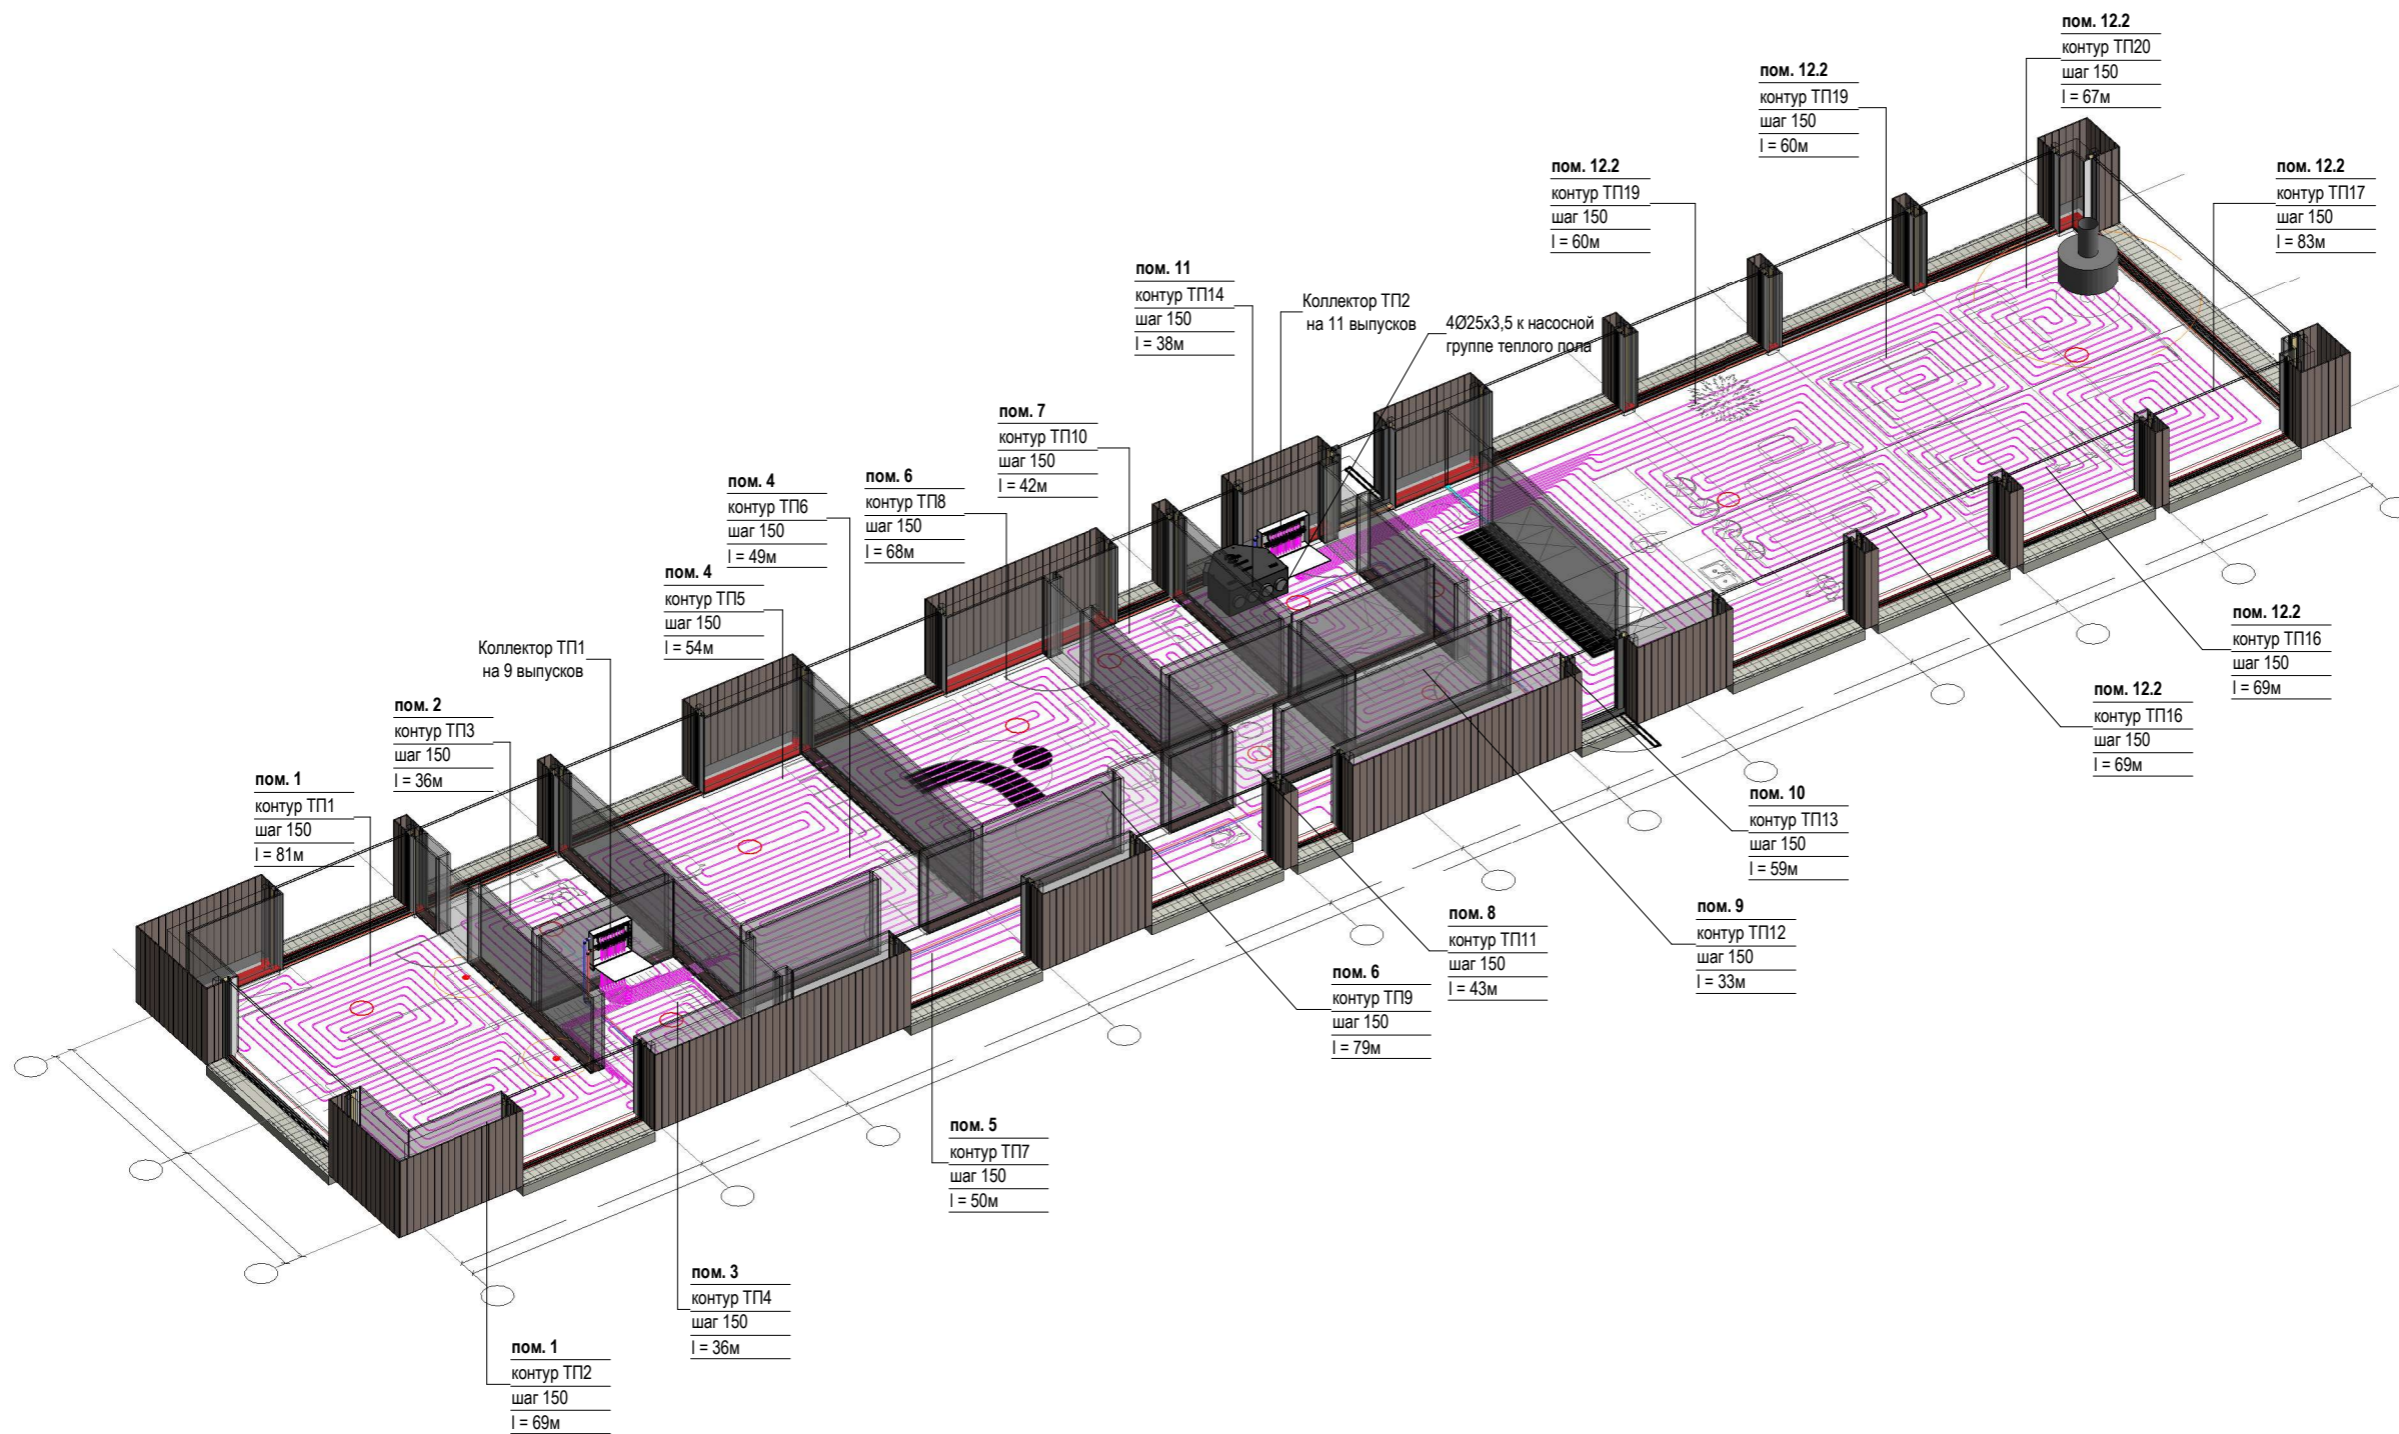 пом. 12.2
контур ТП20
шаг 150
l = 67м
пом. 12.2
контур ТП19
шаг 150
l = 60м
пом. 12.2
контур ТП19
шаг 150
l = 60м
пом. 12.2
контур ТП17
шаг 150
l = 83м
пом. 11
контур ТП14
шаг 150
l = 38м
Коллектор ТП2
на 11 выпусков
4Ø25x3,5 к насосной
группе теплого пола
пом. 7
контур ТП10
шаг 150
l = 42м
пом. 6
контур ТП8
шаг 150
l = 68м
пом. 4
контур ТП6
шаг 150
l = 49м
пом. 4
контур ТП5
шаг 150
l = 54м
Коллектор ТП1
на 9 выпусков
пом. 2
контур ТП3
шаг 150
l = 36м
пом. 1
контур ТП1
шаг 150
l = 81м
пом. 12.2
контур ТП16
шаг 150
l = 69м
пом. 12.2
контур ТП16
шаг 150
l = 69м
пом. 10
контур ТП13
шаг 150
l = 59м
пом. 9
контур ТП12
шаг 150
l = 33м
пом. 8
контур ТП11
шаг 150
l = 43м
пом. 6
контур ТП9
шаг 150
l = 79м
пом. 5
контур ТП7
шаг 150
l = 50м
пом. 3
контур ТП4
шаг 150
l = 36м
пом. 1
контур ТП2
шаг 150
l = 69м